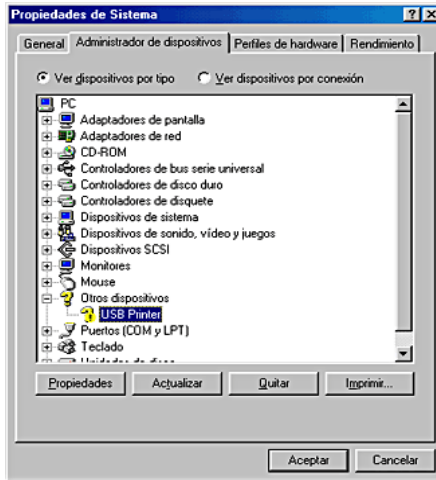 Propiedades de Sistema
General Administrador de dispositivos Perfiles de hardware Rendimiento
Ver dispositivos por tipo Ver dispositivos por conexión
PC
Adaptadores de pantalla
Adaptadores de red
CD-ROM
Controladores de bus serie universal
Controladores de disco duro
Controladores de disquete
Dispositivos de sistema
Dispositivos de sonido, vídeo y juegos
Dispositivos SCSI
Monitores
Mouse
Otros dispositivos
USB Printer
Puertos (COM y LPT)
Teclado
Unidades de disco
Propiedades Actualizar Quitar Imprimir...
Aceptar Cancelar